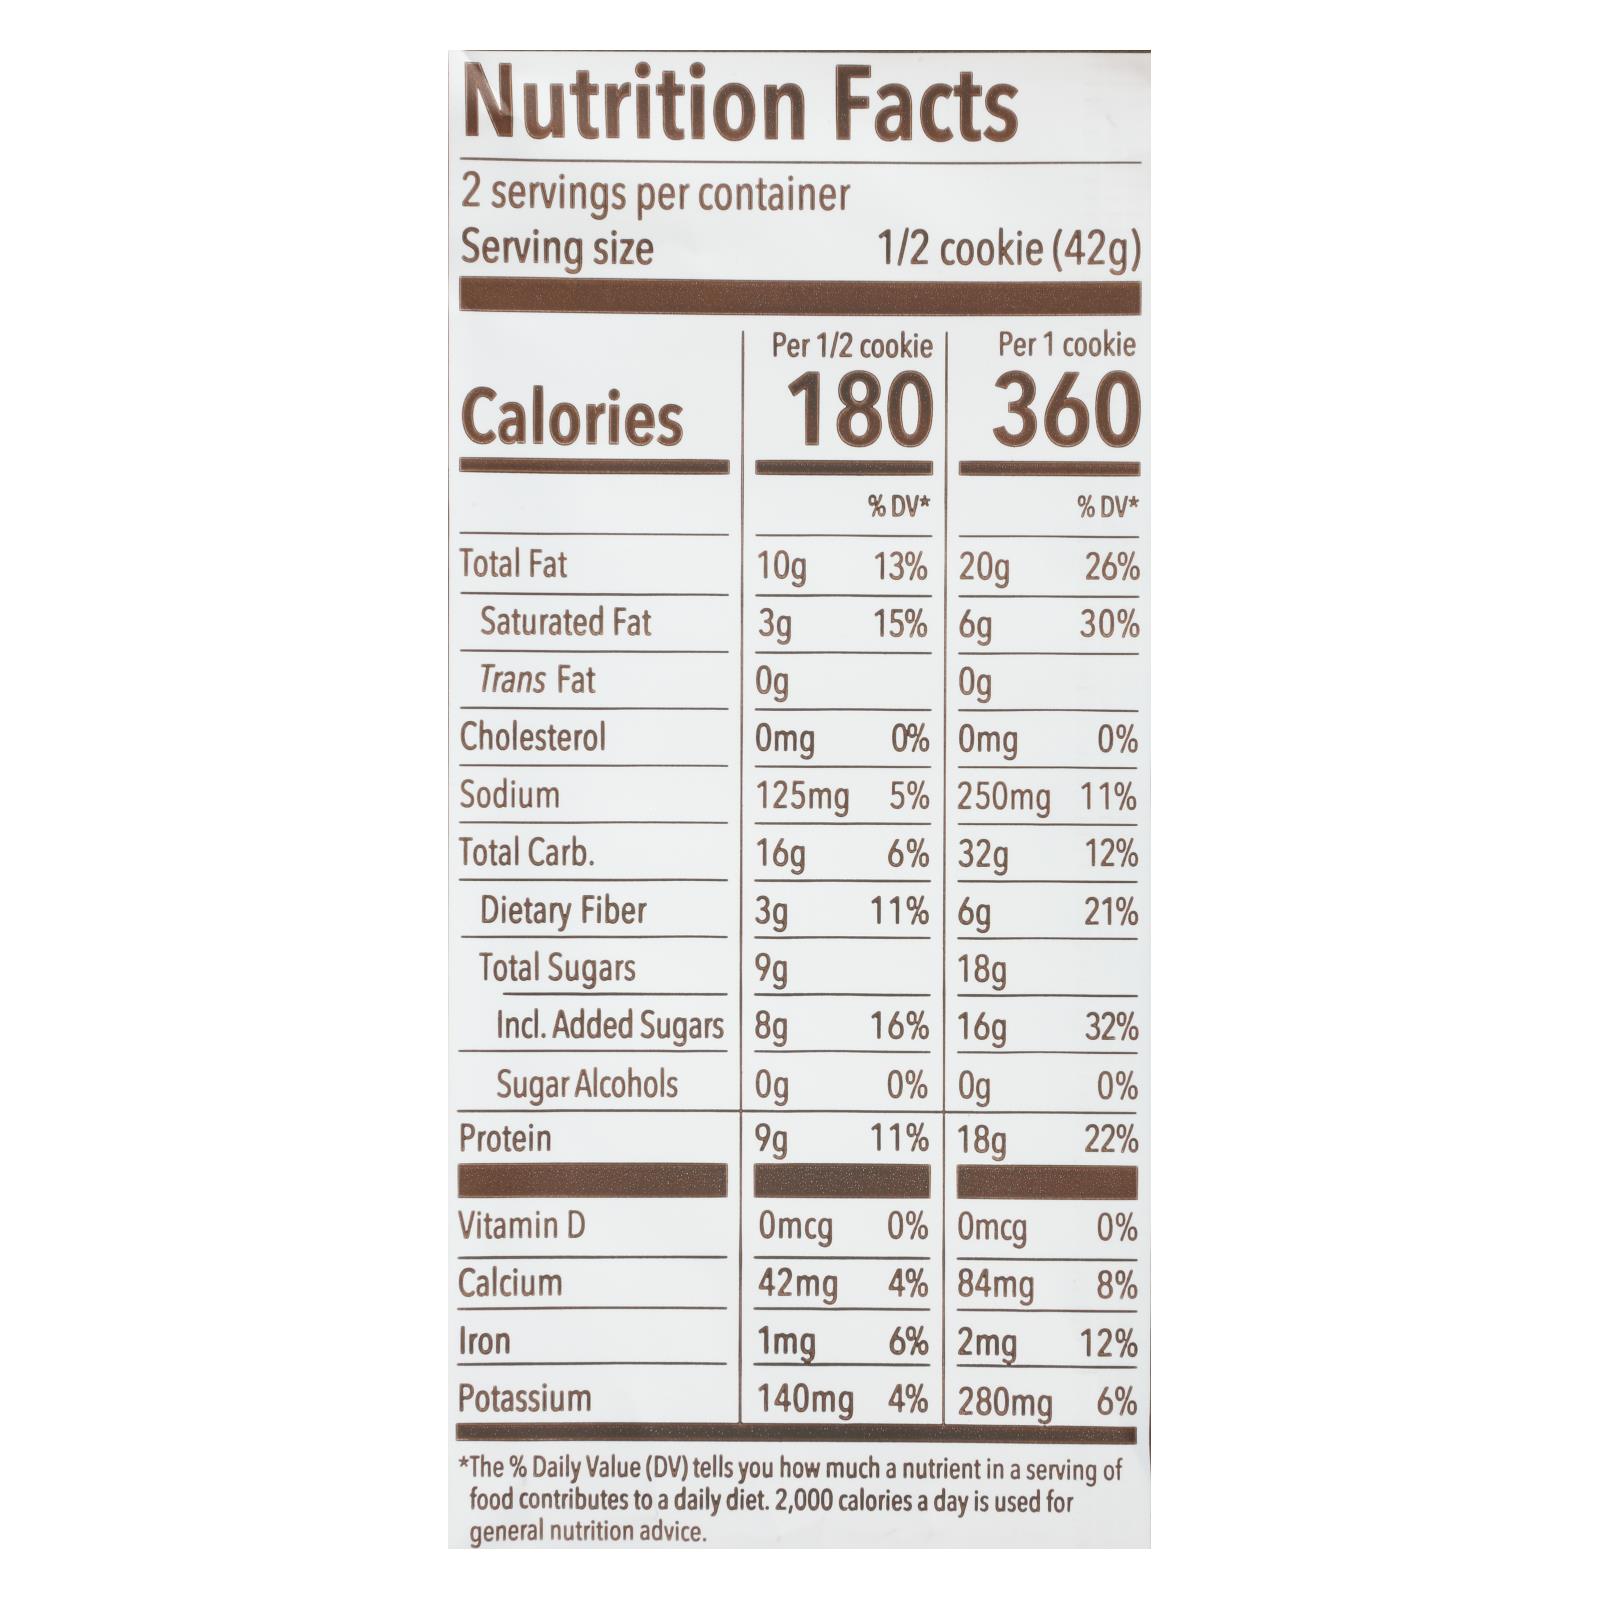 Nutrition Facts
2 servings per container
Serving size 1/2 cookie (42g)
Per 1/2 cookie Per 1 cookie
Calories 180 360
% DV* % DV*
Total Fat 10g 13% 20g 26%
Saturated Fat 3g 15% 6g 30%
Trans Fat 0g 0g
Cholesterol 0mg 0% 0mg 0%
Sodium 125mg 5% 250mg 11%
Total Carb. 16g 6% 32g 12%
Dietary Fiber 3g 11% 6g 21%
Total Sugars 9g 18g
Incl. Added Sugars 8g 16% 16g 32%
Sugar Alcohols 0g 0% 0g 0%
Protein 9g 11% 18g 22%
Vitamin D 0mcg 0% 0mcg 0%
Calcium 42mg 4% 84mg 8%
Iron 1mg 6% 2mg 12%
Potassium 140mg 4% 280mg 6%
*The % Daily Value (DV) tells you how much a nutrient in a serving of
food contributes to a daily diet. 2,000 calories a day is used for
general nutrition advice.